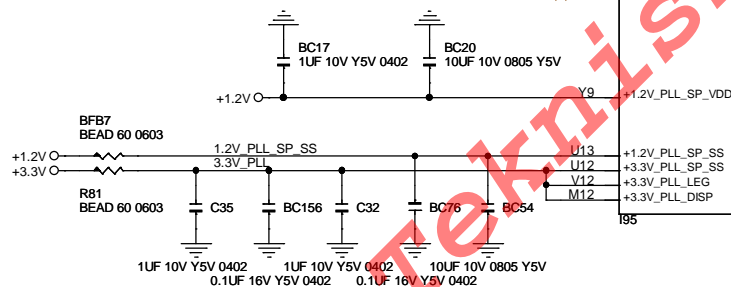 BC17
1UF 10V Y5V 0402
BC20
10UF 10V 0805 Y5V
+1.2V
Y9
+1.2V_PLL_SP_VDD
BFB7
BEAD 60 0603
+1.2V
1.2V_PLL_SP_SS
U13
+1.2V_PLL_SP_SS
+3.3V
3.3V_PLL
U12
+3.3V_PLL_SP_SS
V12
+3.3V_PLL_LEG
M12
+3.3V_PLL_DISP
R81
BEAD 60 0603
C35
BC156
C32
BC76
BC54
I95
1UF 10V Y5V 0402
1UF 10V Y5V 0402
10UF 10V 0805 Y5V
0.1UF 16V Y5V 0402
0.1UF 16V Y5V 0402
Teknis